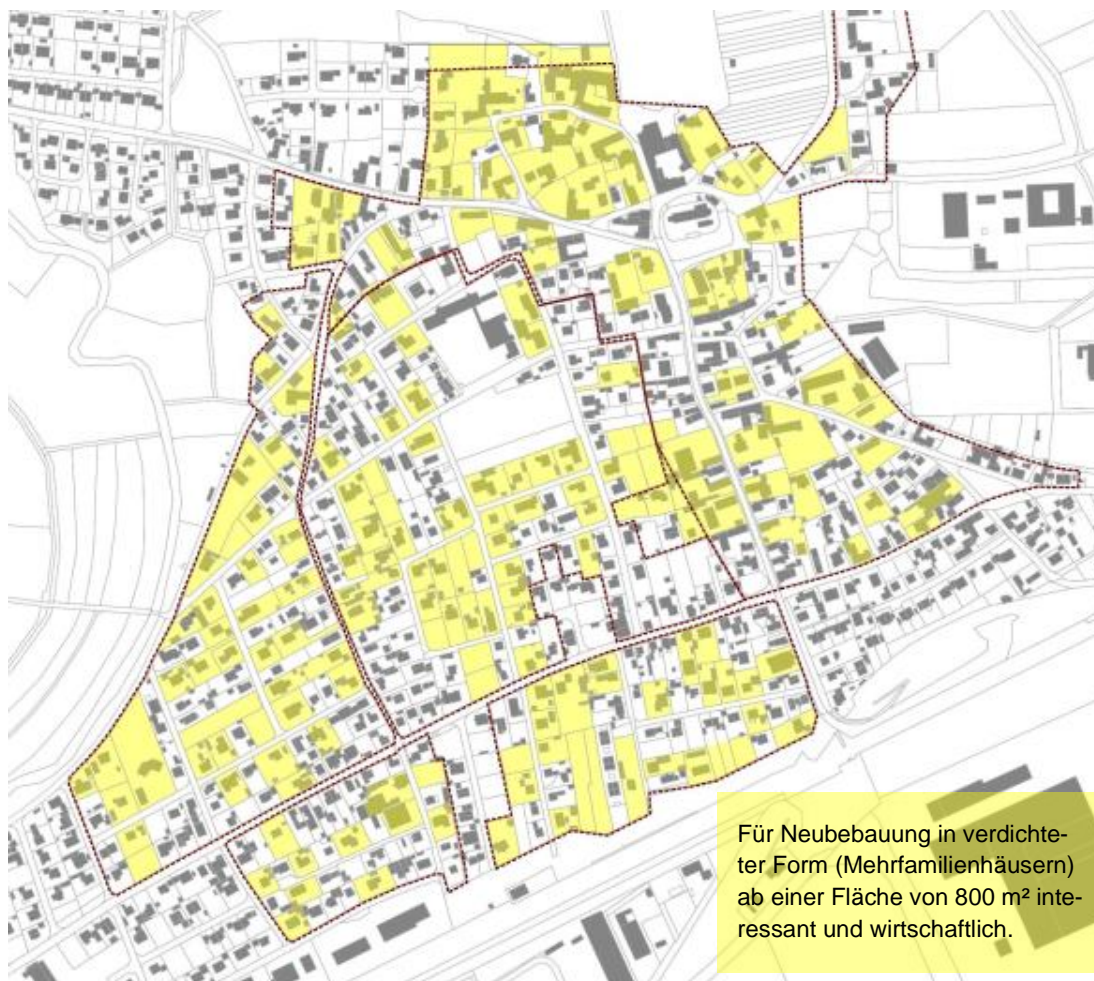 Für Neubebauung in verdichte-
ter Form (Mehrfamilienhäusern)
ab einer Fläche von 800 m² inte-
ressant und wirtschaftlich.